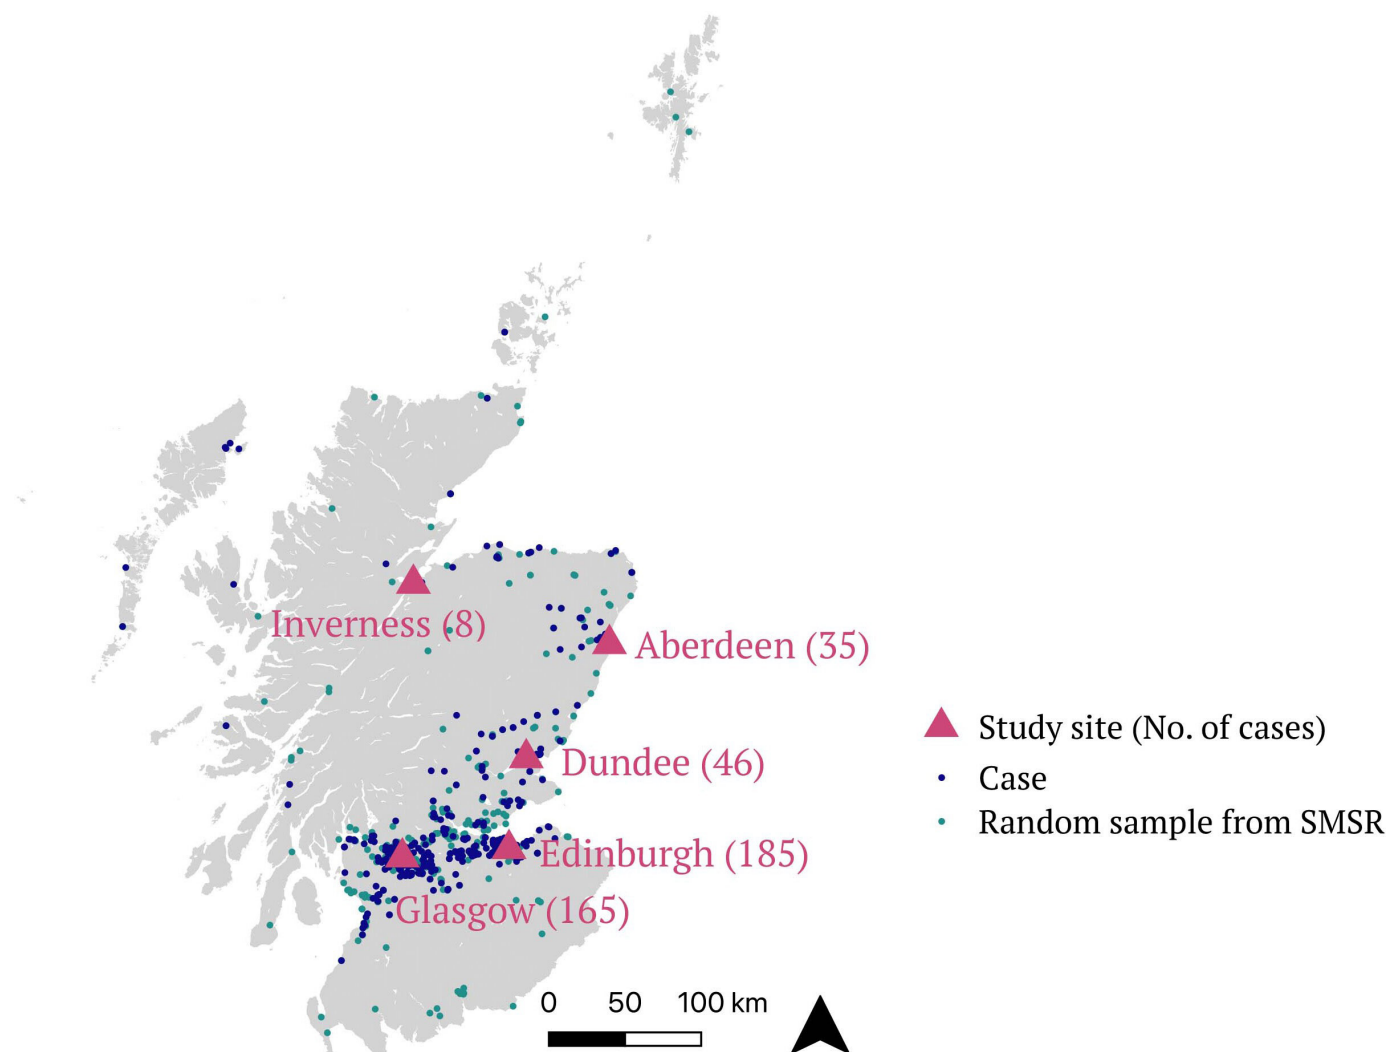 Inverness (8)
Aberdeen (35)
Study site (No. of cases)
Dundee (46)
Case
Random sample from SMSR
Edinburgh (185)
Glasgow (165)
0 50 100 km